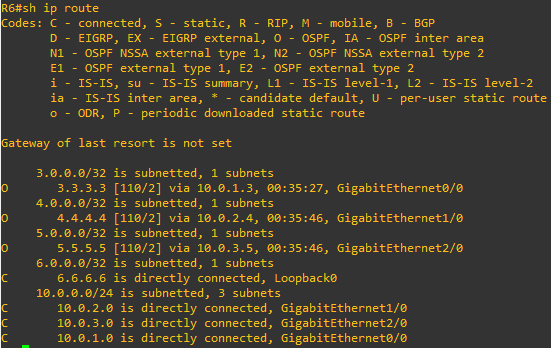 R6#sh ip route
Codes: C - connected, S - static, R - RIP, M - mobile, B - BGP
       D - EIGRP, EX - EIGRP external, O - OSPF, IA - OSPF inter area
       N1 - OSPF NSSA external type 1, N2 - OSPF NSSA external type 2
       E1 - OSPF external type 1, E2 - OSPF external type 2
       i - IS-IS, su - IS-IS summary, L1 - IS-IS level-1, L2 - IS-IS level-2
       ia - IS-IS inter area, * - candidate default, U - per-user static route
       o - ODR, P - periodic downloaded static route
Gateway of last resort is not set
     3.0.0.0/32 is subnetted, 1 subnets
O       3.3.3.3 [110/2] via 10.0.1.3, 00:35:27, GigabitEthernet0/0
     4.0.0.0/32 is subnetted, 1 subnets
O       4.4.4.4 [110/2] via 10.0.2.4, 00:35:46, GigabitEthernet1/0
     5.0.0.0/32 is subnetted, 1 subnets
O       5.5.5.5 [110/2] via 10.0.3.5, 00:35:46, GigabitEthernet2/0
     6.0.0.0/32 is subnetted, 1 subnets
C       6.6.6.6 is directly connected, Loopback0
     10.0.0.0/24 is subnetted, 3 subnets
C       10.0.2.0 is directly connected, GigabitEthernet1/0
C       10.0.3.0 is directly connected, GigabitEthernet2/0
C       10.0.1.0 is directly connected, GigabitEthernet0/0